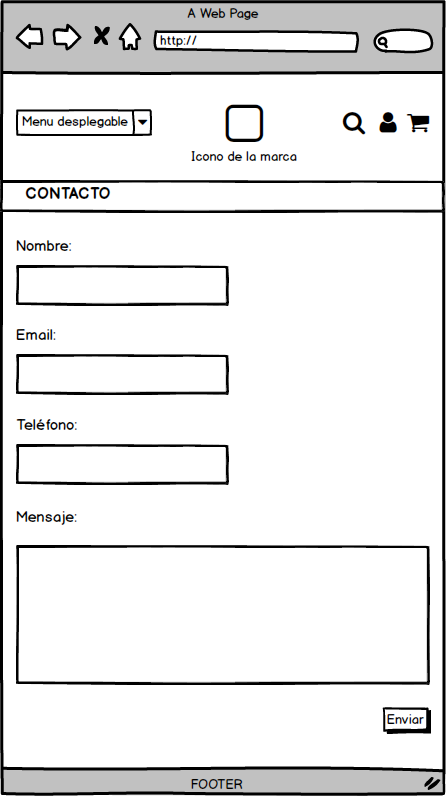 A Web Page
http://
Menu desplegable
Icono de la marca
CONTACTO
Nombre:
Email:
Teléfono:
Mensaje:
Enviar
FOOTER